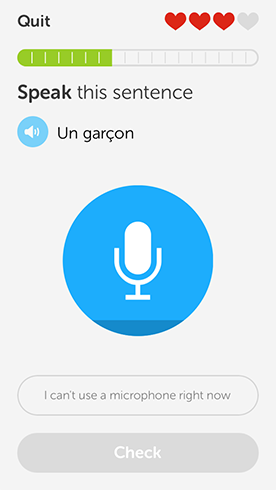 Quit
Speak this sentence
Un garçon
I can't use a microphone right now
Check